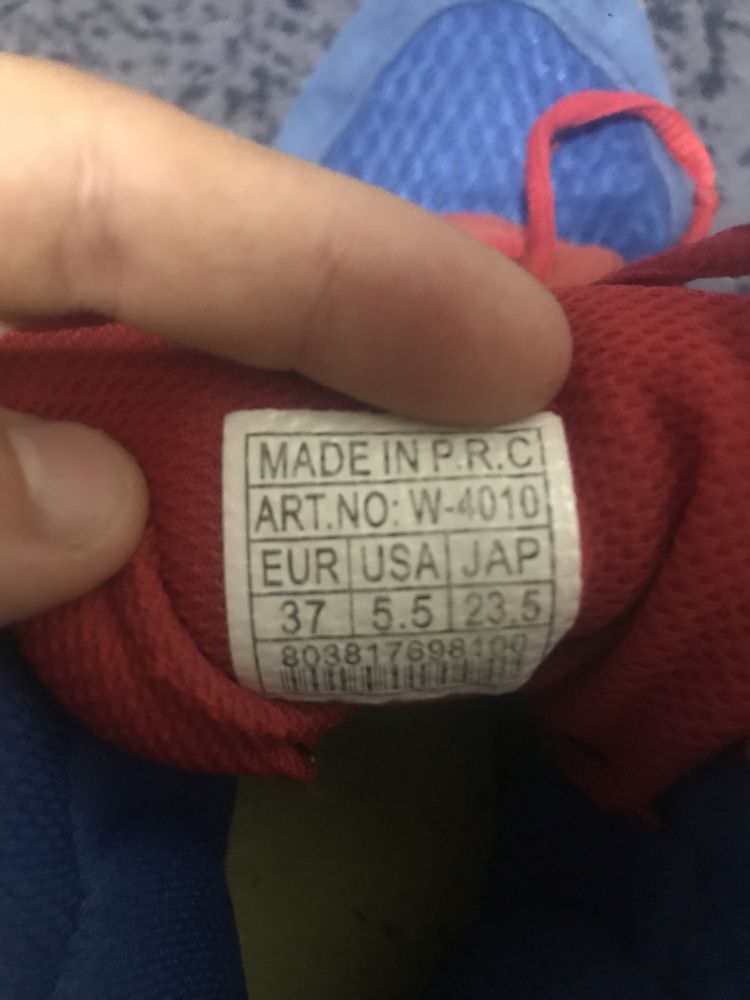 MADE IN P.R.C
ART.NO: W-4010
EUR USA JAP
37 5.5 23.5
803817698100